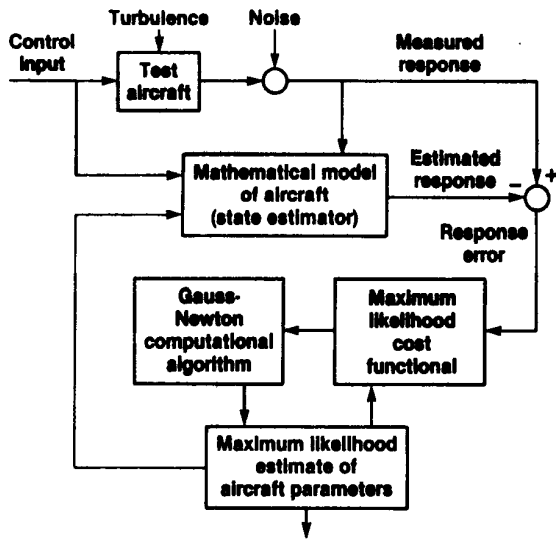 Turbulence
Noise
Control
input
Measured
response
Test
aircraft
Mathematical model
of aircraft
(state estimator)
Estimated
response
–
+
Response
error
Gauss-
Newton
computational
algorithm
Maximum
likelihood
cost
functional
Maximum likelihood
estimate of
aircraft parameters